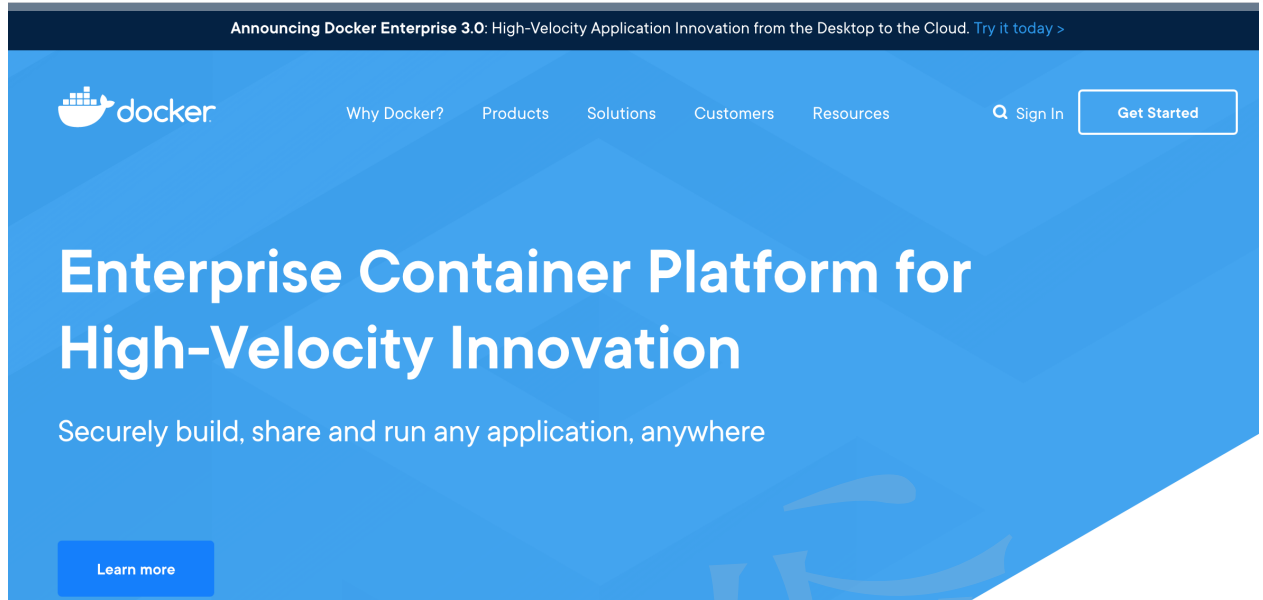 Announcing Docker Enterprise 3.0: High-Velocity Application Innovation from the Desktop to the Cloud. Try it today >
docker
Why Docker? Products Solutions Customers Resources Sign In Get Started
Enterprise Container Platform for
High-Velocity Innovation
Securely build, share and run any application, anywhere
Learn more